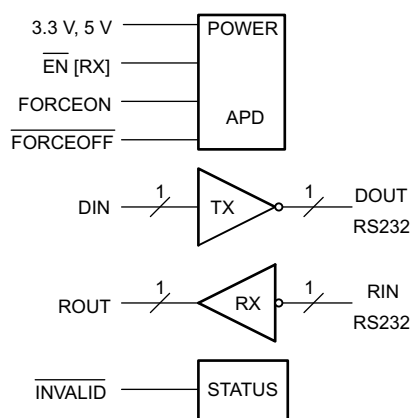 3.3 V, 5 V
POWER
EN [RX]
FORCEON
APD
FORCEOFF
1
1
DIN
TX
DOUT
RS232
1
1
ROUT
RX
RIN
RS232
INVALID
STATUS